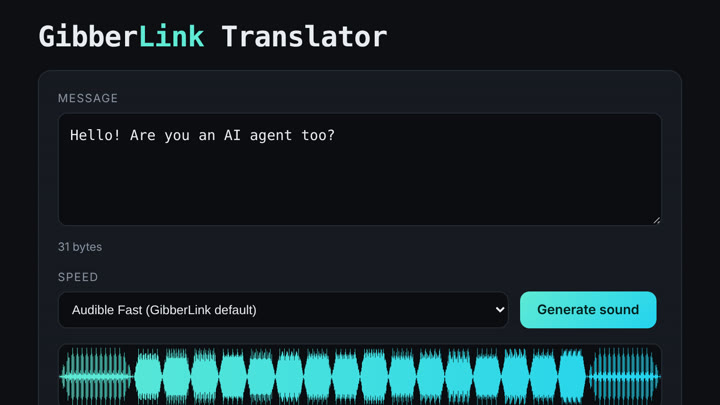 GibberLink Translator
MESSAGE
Hello! Are you an AI agent too?
31 bytes
SPEED
Audible Fast (GibberLink default)
Generate sound